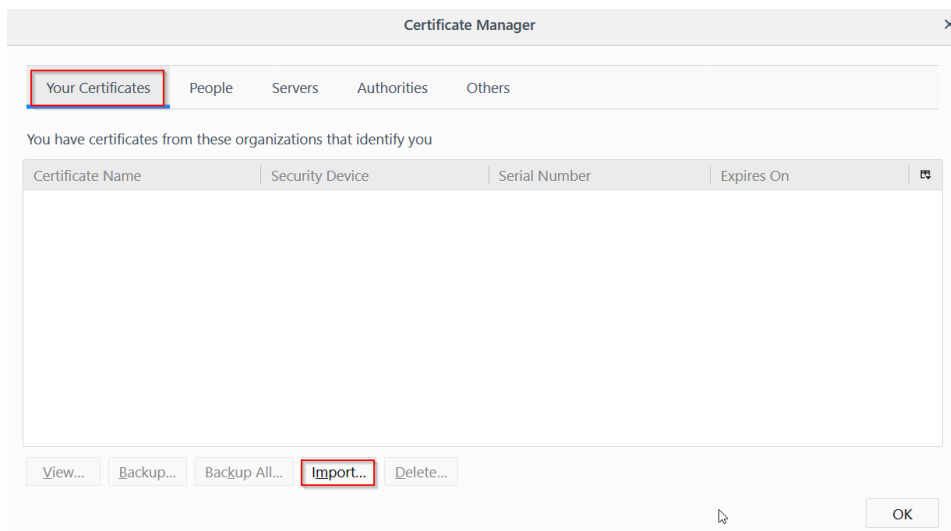 Certificate Manager
Your Certificates People Servers Authorities Others
You have certificates from these organizations that identify you
Certificate Name Security Device Serial Number Expires On
View... Backup... Backup All... Import... Delete...
OK